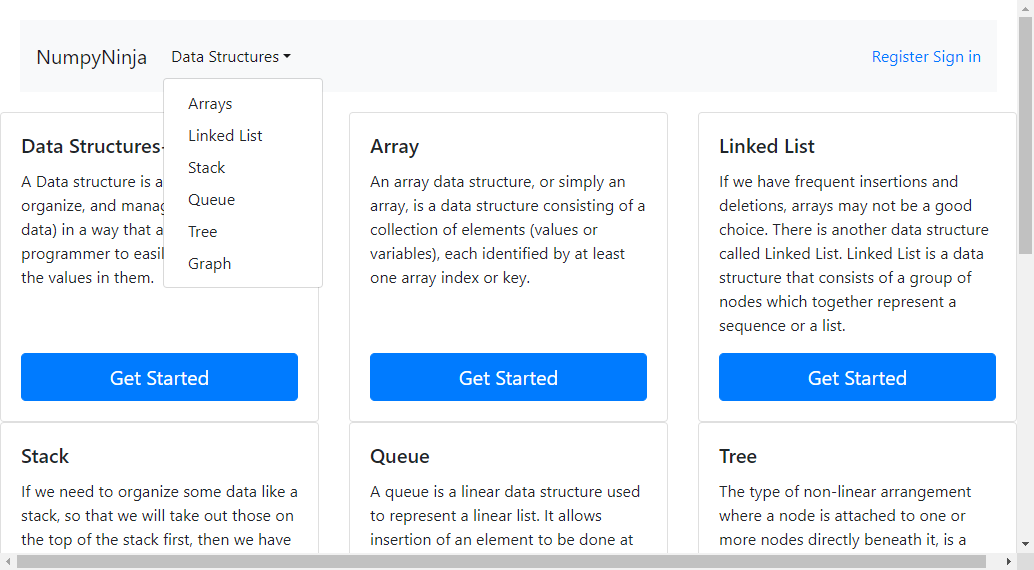 NumpyNinja
Data Structures
Register Sign in
Arrays
Linked List
Stack
Queue
Tree
Graph
Data Structures-
A Data structure is a
organize, and manag
data) in a way that a
programmer to easil
the values in them.
Get Started
Array
An array data structure, or simply an
array, is a data structure consisting of a
collection of elements (values or
variables), each identified by at least
one array index or key.
Get Started
Linked List
If we have frequent insertions and
deletions, arrays may not be a good
choice. There is another data structure
called Linked List. Linked List is a data
structure that consists of a group of
nodes which together represent a
sequence or a list.
Get Started
Stack
If we need to organize some data like a
stack, so that we will take out those on
the top of the stack first, then we have
Queue
A queue is a linear data structure used
to represent a linear list. It allows
insertion of an element to be done at
Tree
The type of non-linear arrangement
where a node is attached to one or
more nodes directly beneath it, is a